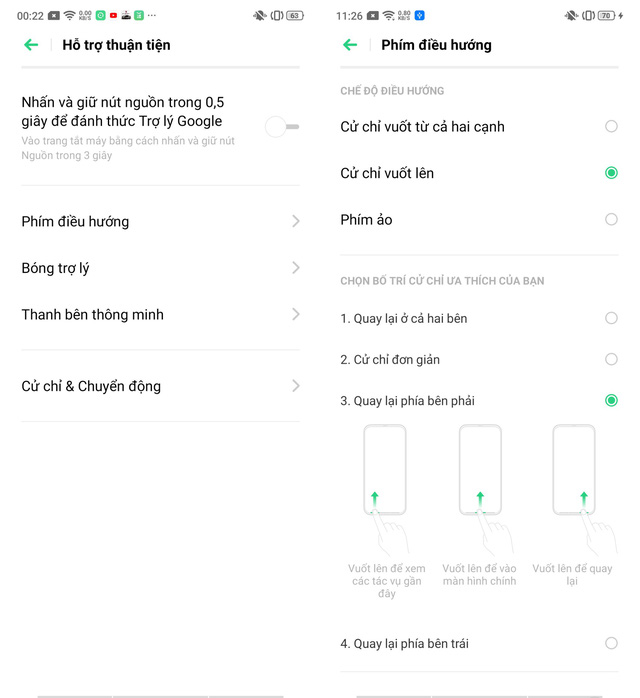 00:22 0.00 KB/S ... 63
Hỗ trợ thuận tiện
Nhấn và giữ nút nguồn trong 0,5
giây để đánh thức Trợ lý Google
Vào trang tắt máy bằng cách nhấn và giữ nút
Nguồn trong 3 giây
Phím điều hướng
Bóng trợ lý
Thanh bên thông minh
Cử chỉ & Chuyển động
11:26 0.80 KB/S 70
Phím điều hướng
CHẾ ĐỘ ĐIỀU HƯỚNG
Cử chỉ vuốt từ cả hai cạnh
Cử chỉ vuốt lên
Phím ảo
CHỌN BỐ TRÍ CỬ CHỈ ƯA THÍCH CỦA BẠN
1. Quay lại ở cả hai bên
2. Cử chỉ đơn giản
3. Quay lại phía bên phải
Vuốt lên để xem
các tác vụ gần
đây
Vuốt lên để vào
màn hình chính
Vuốt lên để quay
lại
4. Quay lại phía bên trái